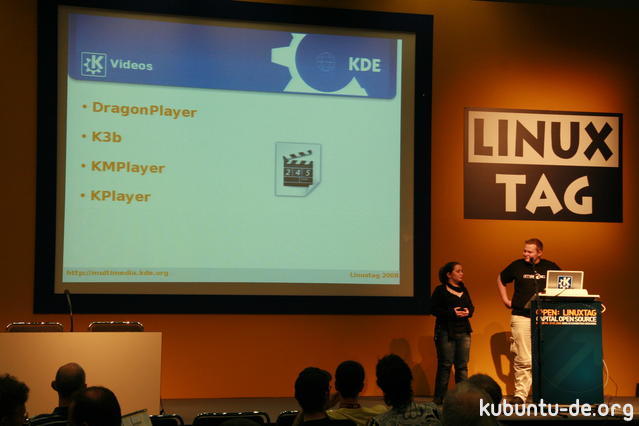 K Videos
KDE
• DragonPlayer
• K3b
• KMPlayer
• KPlayer
245
http://multimedia.kde.org
Linuxtag 2008
LINUX
TAG
OPEN: LINUXTAG
CAPITAL OPEN SOURCE
kubuntu-de.org